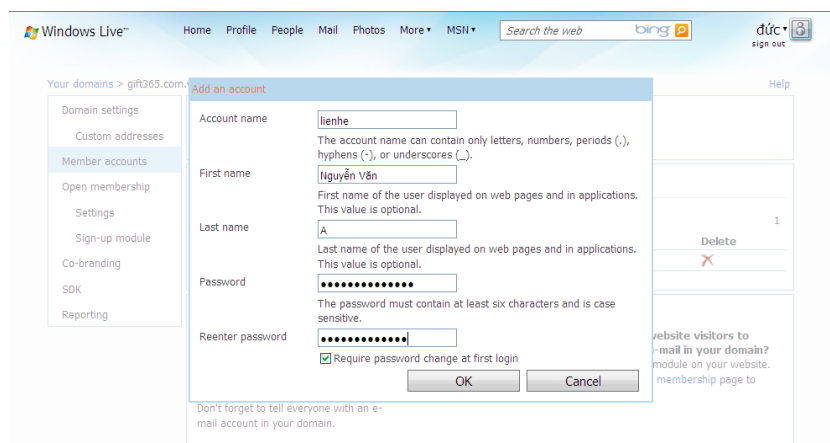 Windows Live™ Home Profile People Mail Photos More MSN Search the web bing đức
sign out
Your domains > gift365.com. Help
Domain settings
Custom addresses
Member accounts
Open membership
Settings
Sign-up module
Co-branding
SDK
Reporting
Add an account
Account name lienhe
The account name can contain only letters, numbers, periods (.),
hyphens (-), or underscores (_).
First name Nguyễn Văn
First name of the user displayed on web pages and in applications.
This value is optional.
Last name A
Last name of the user displayed on web pages and in applications.
This value is optional.
Password ●●●●●●●●●●●●●●
The password must contain at least six characters and is case
sensitive.
Reenter password ●●●●●●●●●●●●●
Require password change at first login
OK Cancel
1
Delete
website visitors to
-mail in your domain?
module on your website.
membership page to
Don't forget to tell everyone with an e-
mail account in your domain.